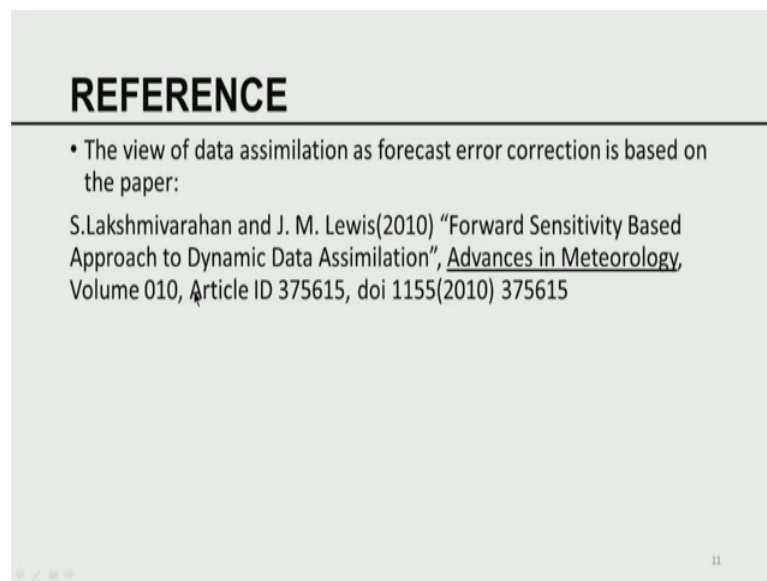 REFERENCE
• The view of data assimilation as forecast error correction is based on
the paper:
S.Lakshmivarahan and J. M. Lewis(2010) “Forward Sensitivity Based
Approach to Dynamic Data Assimilation”, Advances in Meteorology,
Volume 010, Article ID 375615, doi 1155(2010) 375615
11